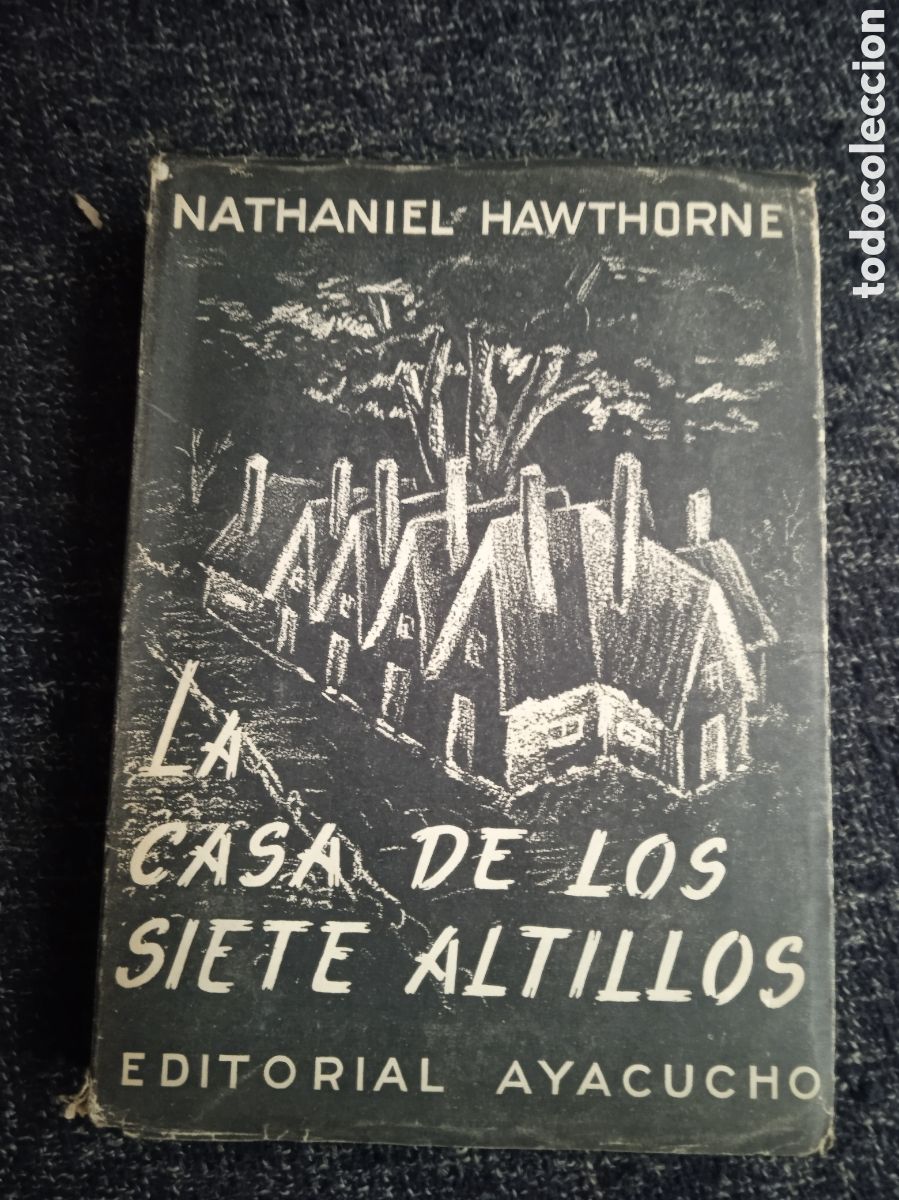 NATHANIEL HAWTHORNE
LA
CASA DE LOS
SIETE ALTILLOS
EDITORIAL AYACUCHO
todocoleccion